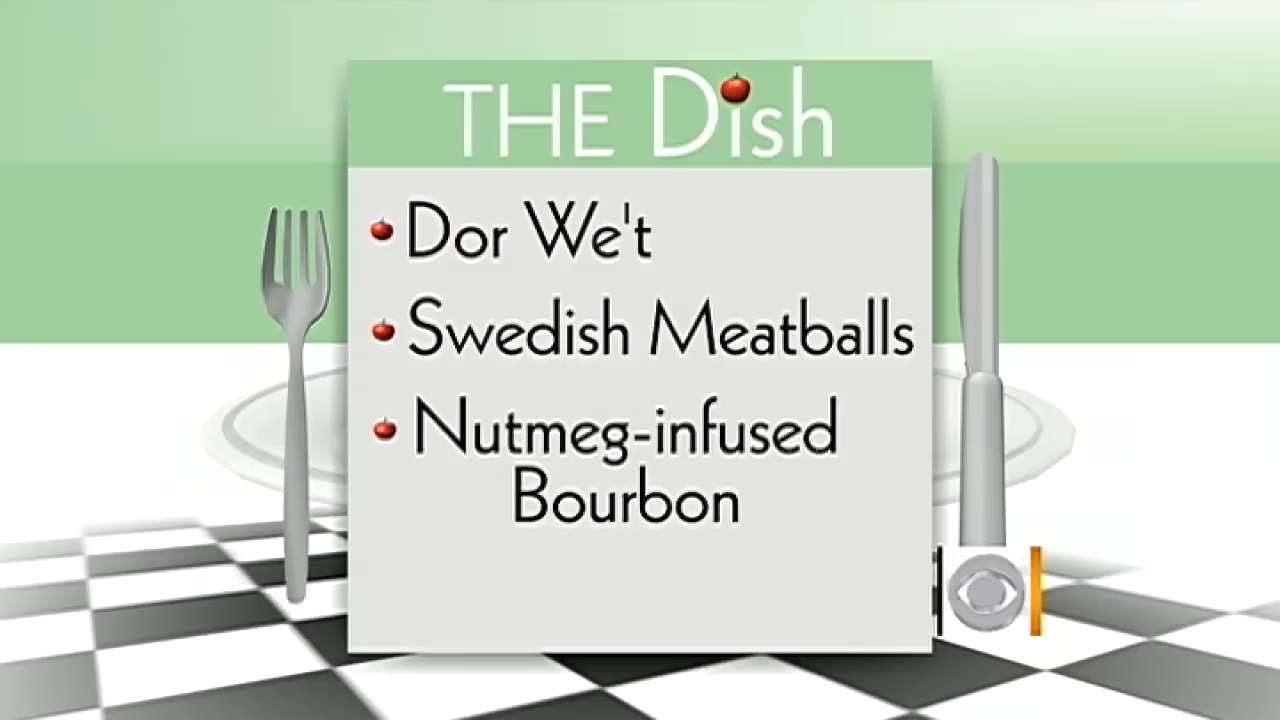 THE Dish
Dor We't
Swedish Meatballs
Nutmeg-infused
Bourbon